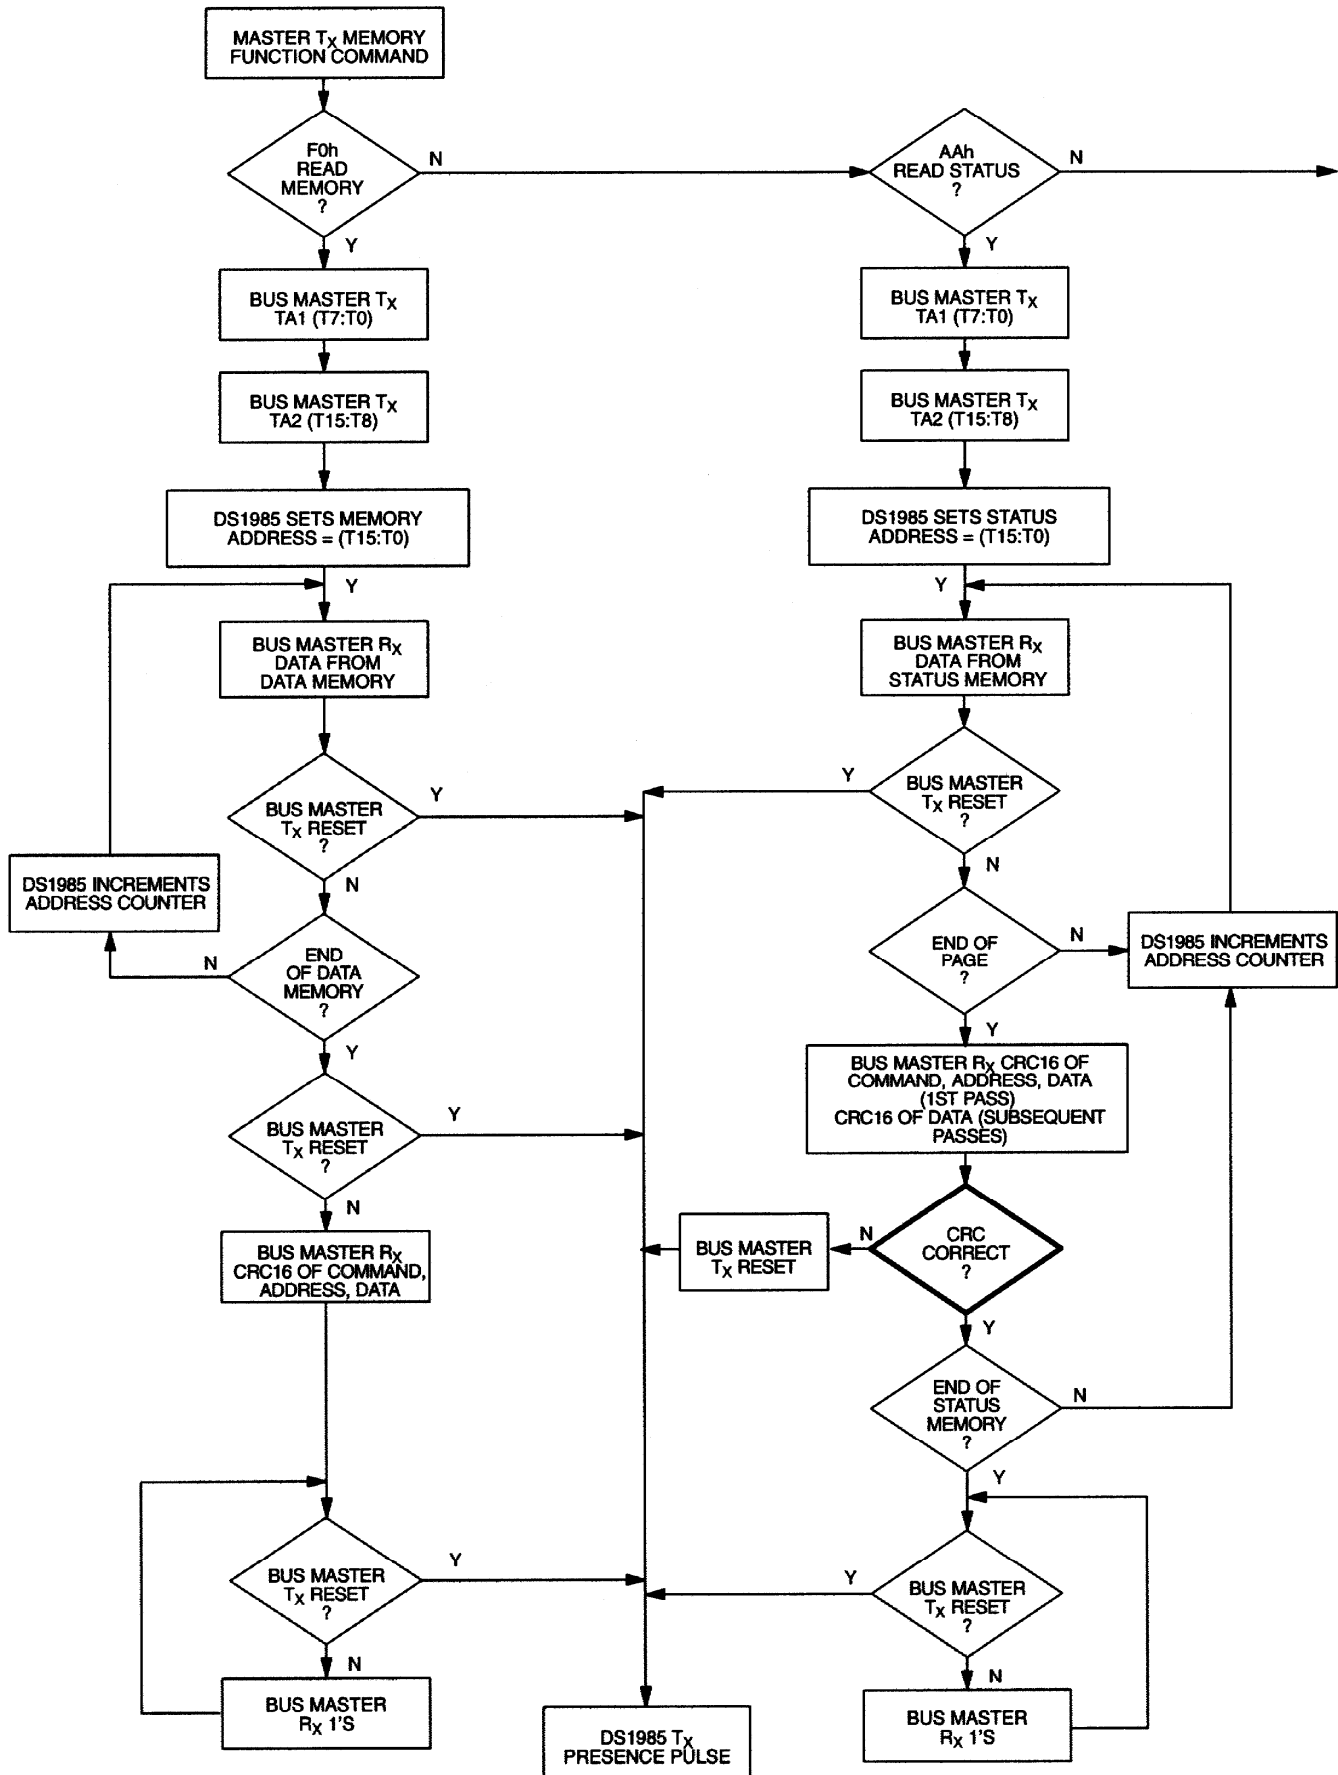 MASTER TX MEMORY
FUNCTION COMMAND
F0h
READ
MEMORY
?
N
Y
BUS MASTER TX
TA1 (T7:T0)
BUS MASTER TX
TA2 (T15:T8)
DS1985 SETS MEMORY
ADDRESS = (T15:T0)
Y
BUS MASTER RX
DATA FROM
DATA MEMORY
BUS MASTER
TX RESET
?
Y
N
DS1985 INCREMENTS
ADDRESS COUNTER
END
OF DATA
MEMORY
?
N
Y
BUS MASTER
TX RESET
?
Y
N
BUS MASTER RX
CRC16 OF COMMAND,
ADDRESS, DATA
BUS MASTER
TX RESET
?
Y
N
BUS MASTER
RX 1'S
AAh
READ STATUS
?
N
Y
BUS MASTER TX
TA1 (T7:T0)
BUS MASTER TX
TA2 (T15:T8)
DS1985 SETS STATUS
ADDRESS = (T15:T0)
Y
BUS MASTER RX
DATA FROM
STATUS MEMORY
BUS MASTER
TX RESET
?
Y
N
END OF
PAGE
?
N
DS1985 INCREMENTS
ADDRESS COUNTER
Y
BUS MASTER RX CRC16 OF
COMMAND, ADDRESS, DATA
(1ST PASS)
CRC16 OF DATA (SUBSEQUENT
PASSES)
CRC
CORRECT
?
N
BUS MASTER
TX RESET
Y
END OF
STATUS
MEMORY
?
N
Y
BUS MASTER
TX RESET
?
Y
N
BUS MASTER
RX 1'S
DS1985 TX
PRESENCE PULSE